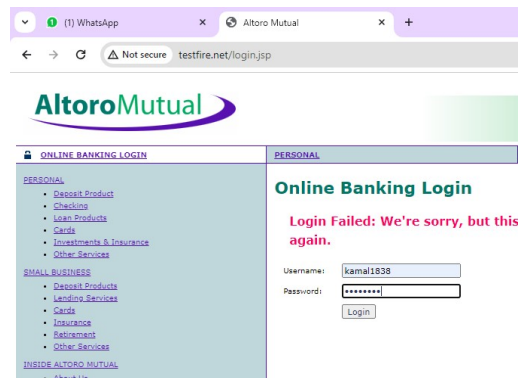 (1) WhatsApp
Altoro Mutual
Not secure testfire.net/login.jsp
AltoroMutual
ONLINE BANKING LOGIN
PERSONAL
PERSONAL
Deposit Product
Checking
Loan Products
Cards
Investments & Insurance
Other Services
SMALL BUSINESS
Deposit Products
Lending Services
Cards
Insurance
Retirement
Other Services
INSIDE ALTORO MUTUAL
About Us
Online Banking Login
Login Failed: We're sorry, but this
again.
Username: kamal1838
Password: ••••••••
Login